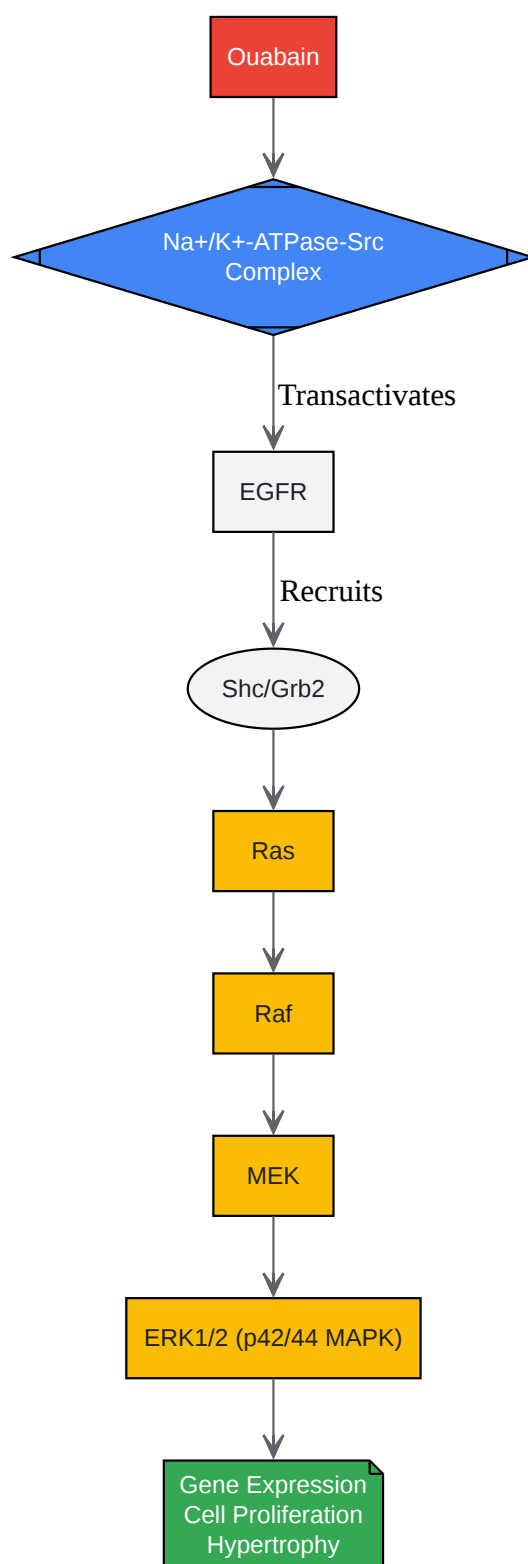 Ouabain
Na+/K+-ATPase-Src
Complex
Transactivates
EGFR
Recruits
Shc/Grb2
Ras
Raf
MEK
ERK1/2 (p42/44 MAPK)
Gene Expression
Cell Proliferation
Hypertrophy